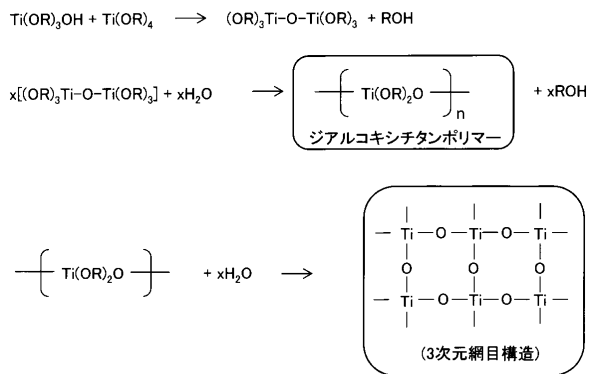 Ti(OR)₃OH + Ti(OR)₄ → (OR)₃Ti-O-Ti(OR)₃ + ROH
x[(OR)₃Ti-O-Ti(OR)₃] + xH₂O → ( Ti(OR)₂O )n + xROH
ジアルコキシチタンポリマー
( Ti(OR)₂O ) + xH₂O →
Ti-O-Ti-O-Ti
O O O
Ti-O-Ti-O-Ti
(3次元網目構造)